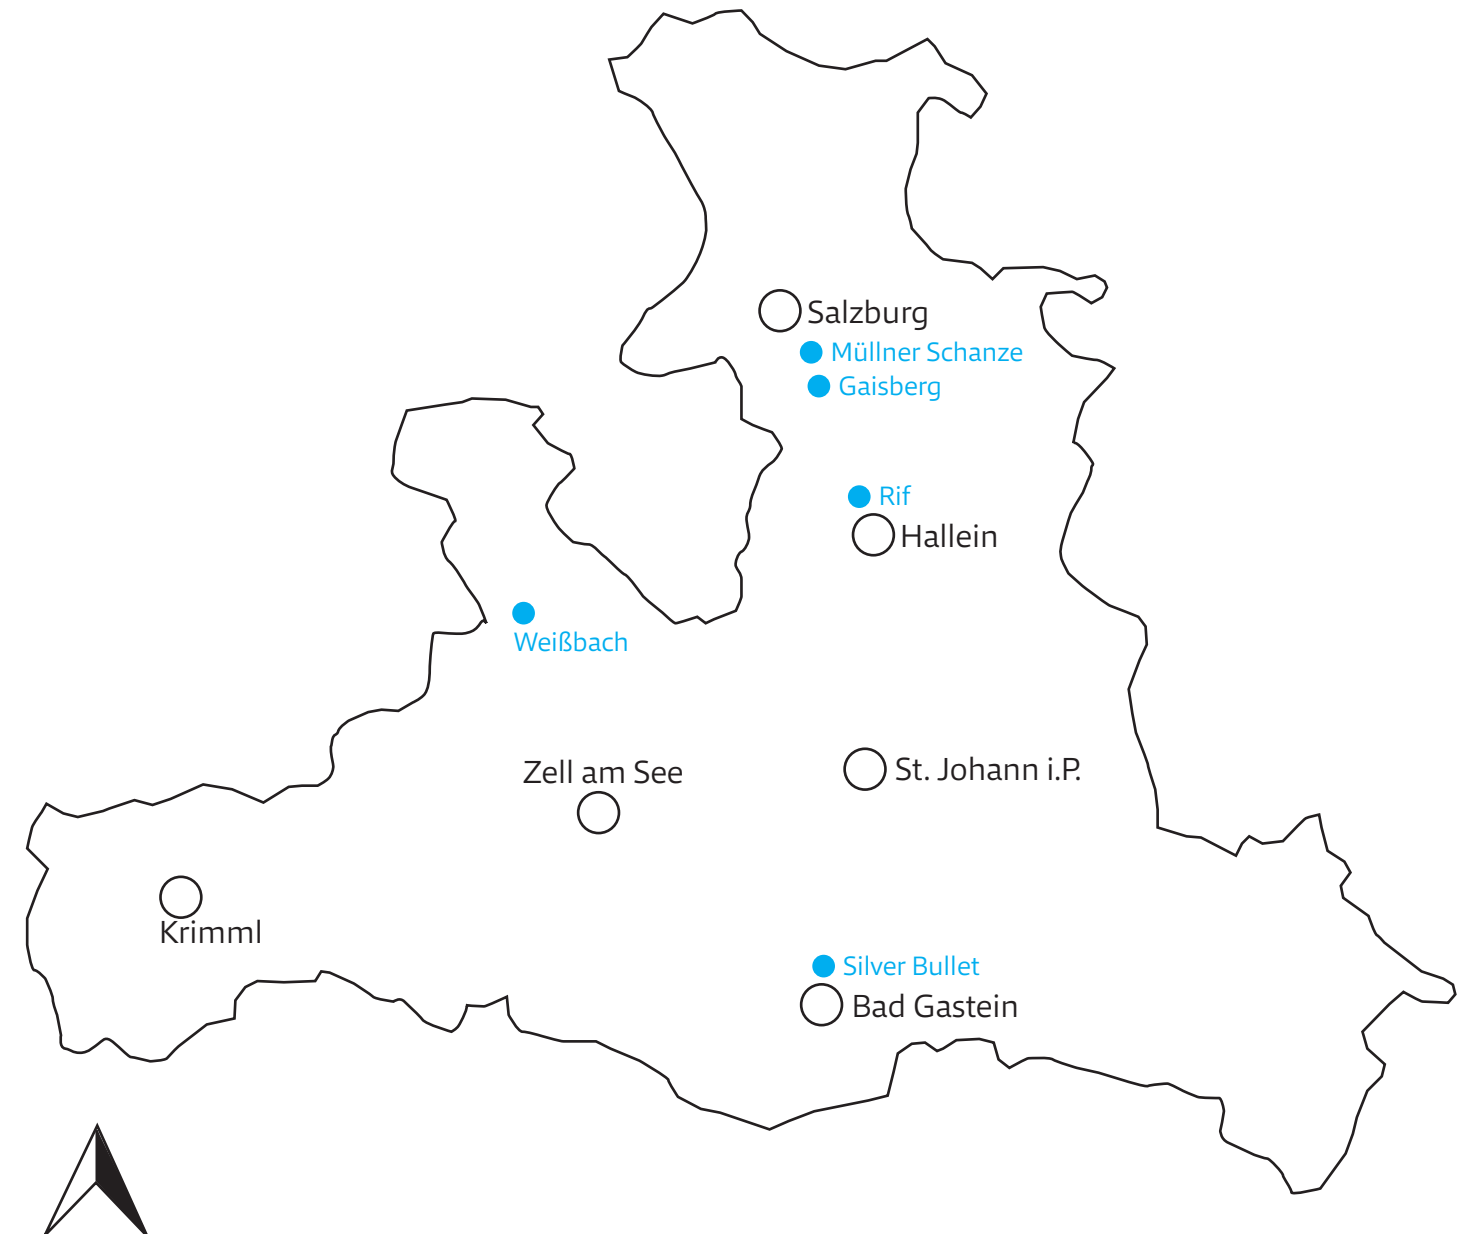 Salzburg
Müllner Schanze
Gaisberg
Rif
Hallein
Weißbach
Zell am See
St. Johann i.P.
Krimml
Silver Bullet
Bad Gastein